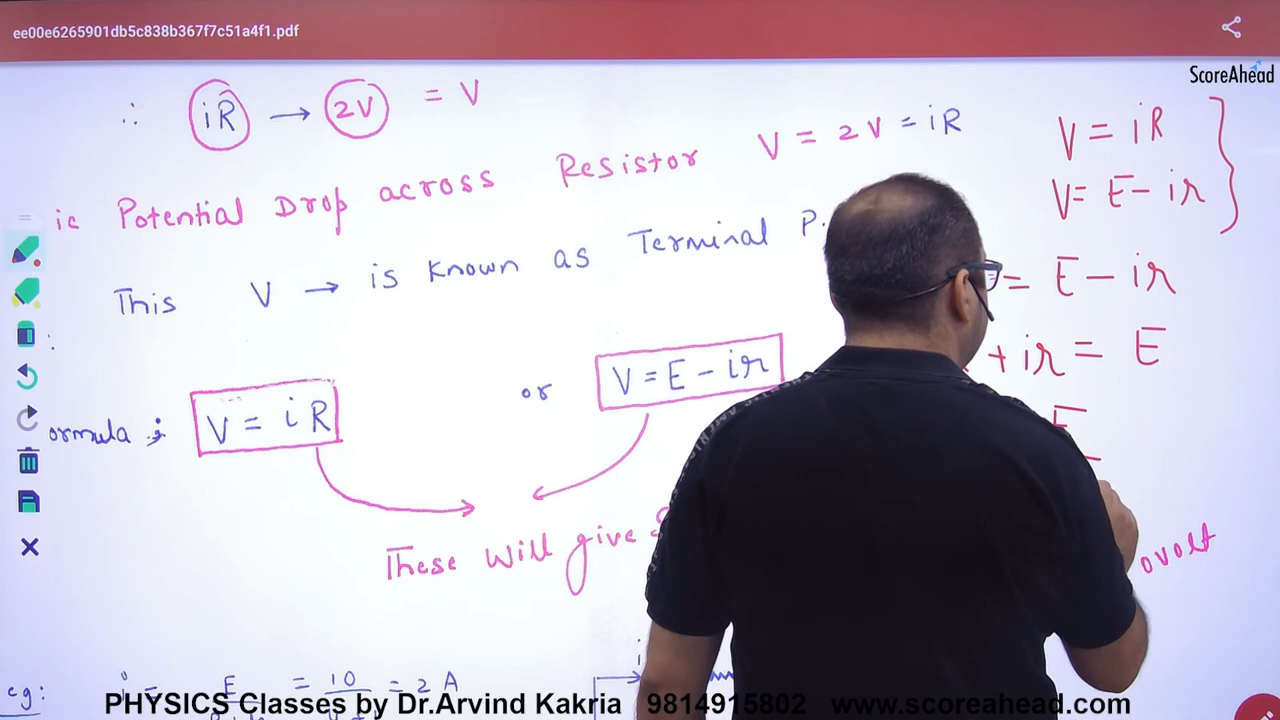 ee00e6265901db5c838b367f7c51a4f1.pdf
ScoreAhead
∴ iR → 2V = V
ie Potential Drop across Resistor V = 2V = iR
This V → is known as Terminal P.
ormula ; V = iR or V = E - ir
These will give
V = iR
V = E - ir
= E - ir
+ ir = E
E
ovolt
eg: i = E = 10 = 2 A
i
PHYSICS Classes by Dr.Arvind Kakria 9814915802 www.scoreahead.com